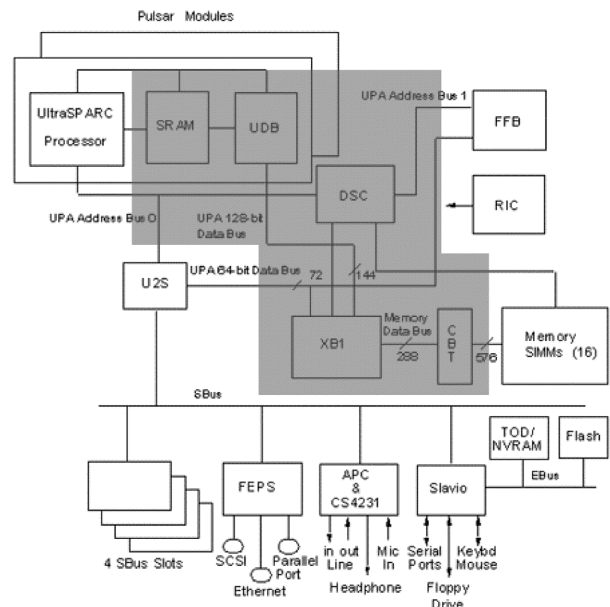 Pulsar Modules
UltraSPARC
Processor
SRAM
UDB
UPA Address Bus 1
FFB
DSC
RIC
UPA Address Bus 0
UPA 128-bit
Data Bus
U2S
UPA 64-bit Data Bus
72
144
XB1
Memory
Data Bus
288
C
B
T
576
Memory
SIMMs (16)
SBus
TOD/
NVRAM
Flash
EBus
4 SBus Slots
FEPS
SCSI
Ethernet
Parallel
Port
APC
&
CS4231
in out
Line
Headphone
Mic
In
Slavio
Serial
Ports
Floppy
Drive
Keybd
Mouse